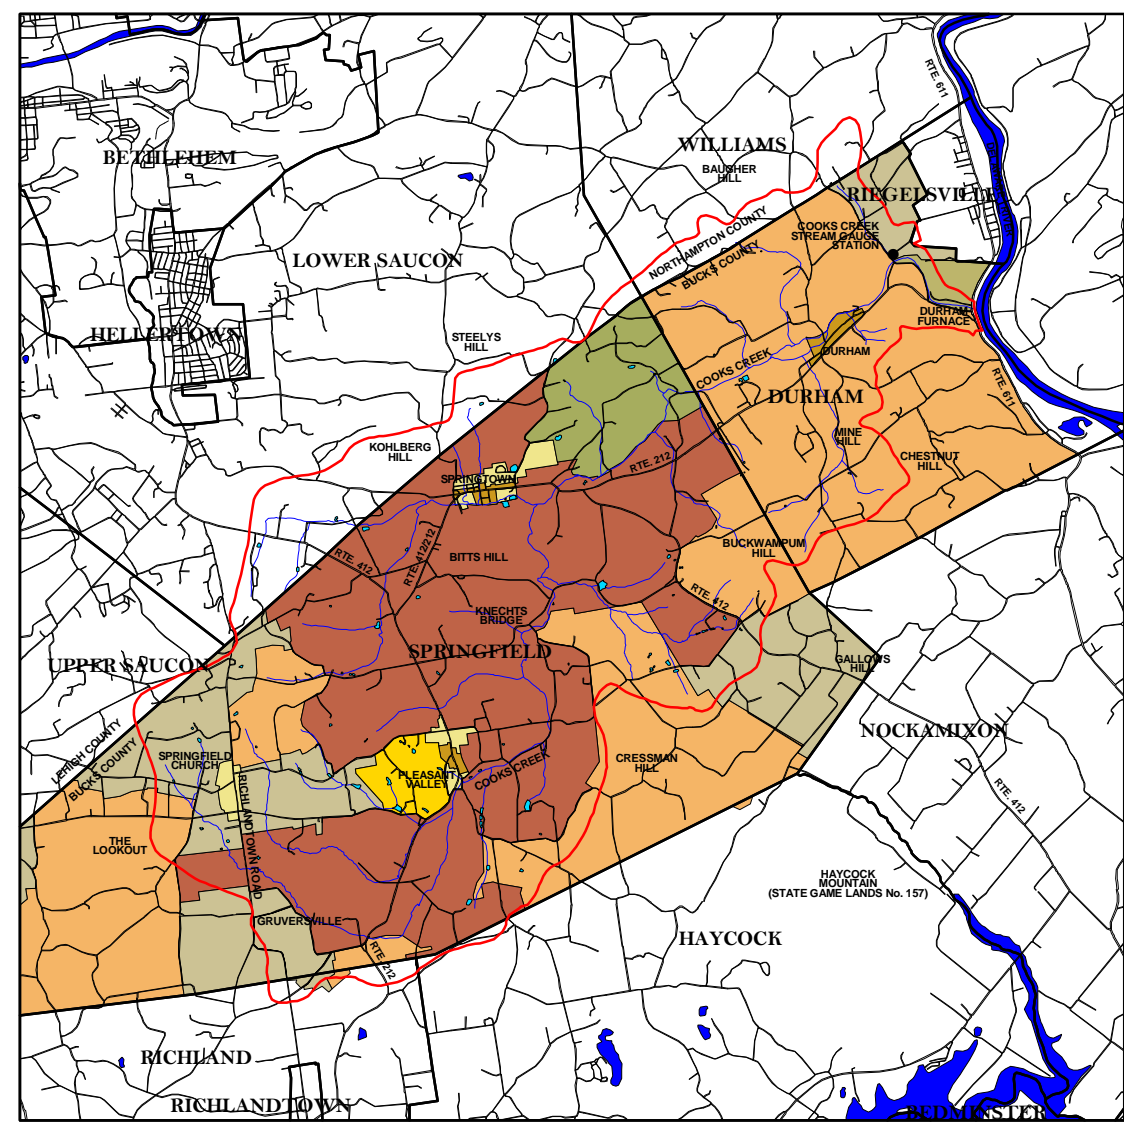 RTE. 611
WILLIAMS
BETHLEHEM
BAUGHER
HILL
RIEGELSVILLE
COOKS CREEK
STREAM GAUGE
STATION
NORTHAMPTON COUNTY
BUCKS COUNTY
LOWER SAUCON
DURHAM
FURNACE
HELLERTOWN
STEELYS
HILL
DURHAM
COOKS CREEK
RTE. 611
DURHAM
MINE
HILL
KOHLBERG
HILL
CHESTNUT
HILL
RTE. 212
SPRINGTOWN
BUCKWAMPUM
HILL
BITTS HILL
RTE. 412
RTE. 412/212
RTE. 412
KNECHTS
BRIDGE
SPRINGFIELD
UPPER SAUCON
GALLOWS
HILL
NOCKAMIXON
LEHIGH COUNTY
BUCKS COUNTY
SPRINGFIELD
CHURCH
CRESSMAN
HILL
PLEASANT
VALLEY
COOKS CREEK
RTE. 412
RICHLANDTOWN ROAD
THE
LOOKOUT
HAYCOCK
MOUNTAIN
(STATE GAME LANDS No. 157)
GRUVERSVILLE
HAYCOCK
RTE. 212
RICHLAND
RICHLANDTOWN
BEDMINSTER